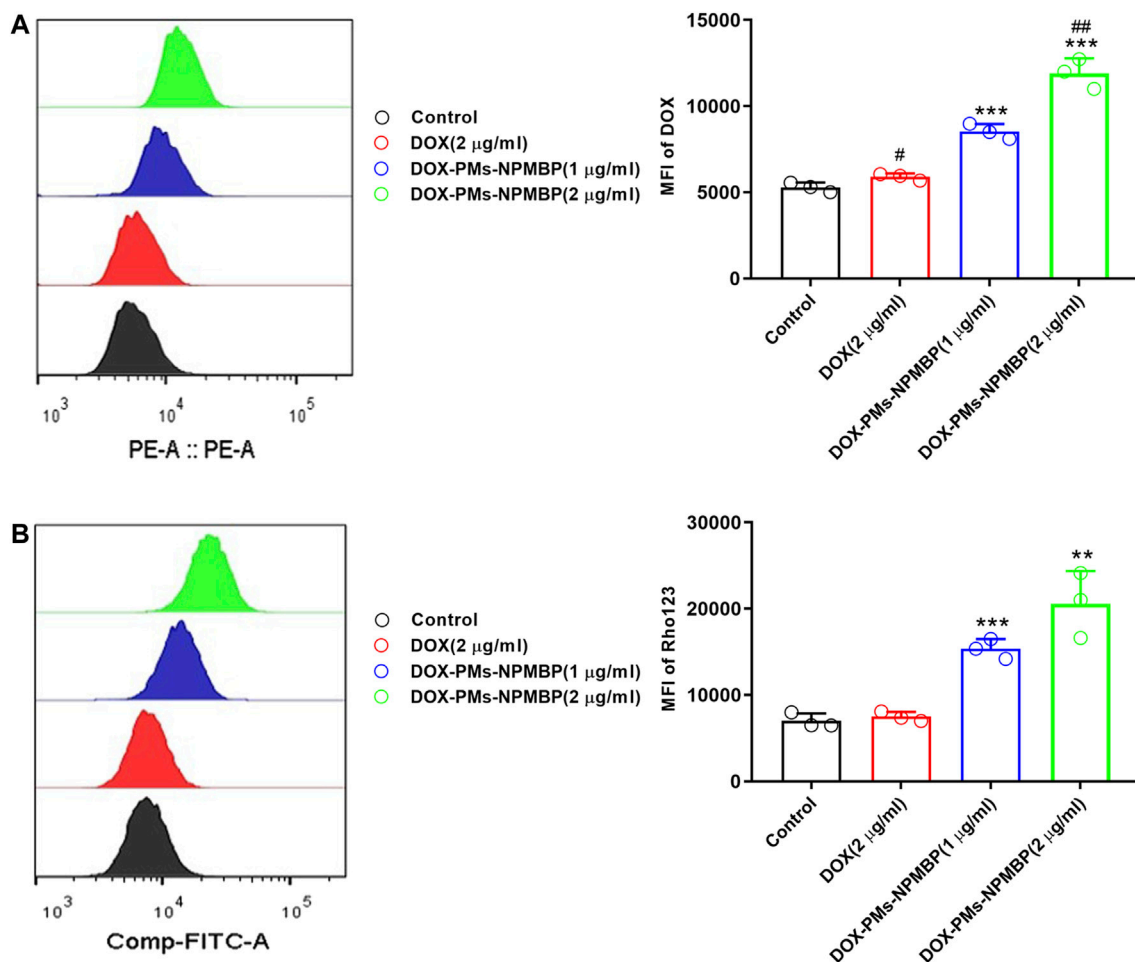 A
Control
DOX(2 μg/ml)
DOX-PMs-NPMBP(1 μg/ml)
DOX-PMs-NPMBP(2 μg/ml)
10³ 10⁴ 10⁵
PE-A :: PE-A
MFI of DOX
15000
10000
5000
0
#
***
##
***
Control
DOX(2 μg/ml)
DOX-PMs-NPMBP(1 μg/ml)
DOX-PMs-NPMBP(2 μg/ml)
B
Control
DOX(2 μg/ml)
DOX-PMs-NPMBP(1 μg/ml)
DOX-PMs-NPMBP(2 μg/ml)
10³ 10⁴ 10⁵
Comp-FITC-A
MFI of Rho123
30000
20000
10000
0
***
**
Control
DOX(2 μg/ml)
DOX-PMs-NPMBP(1 μg/ml)
DOX-PMs-NPMBP(2 μg/ml)